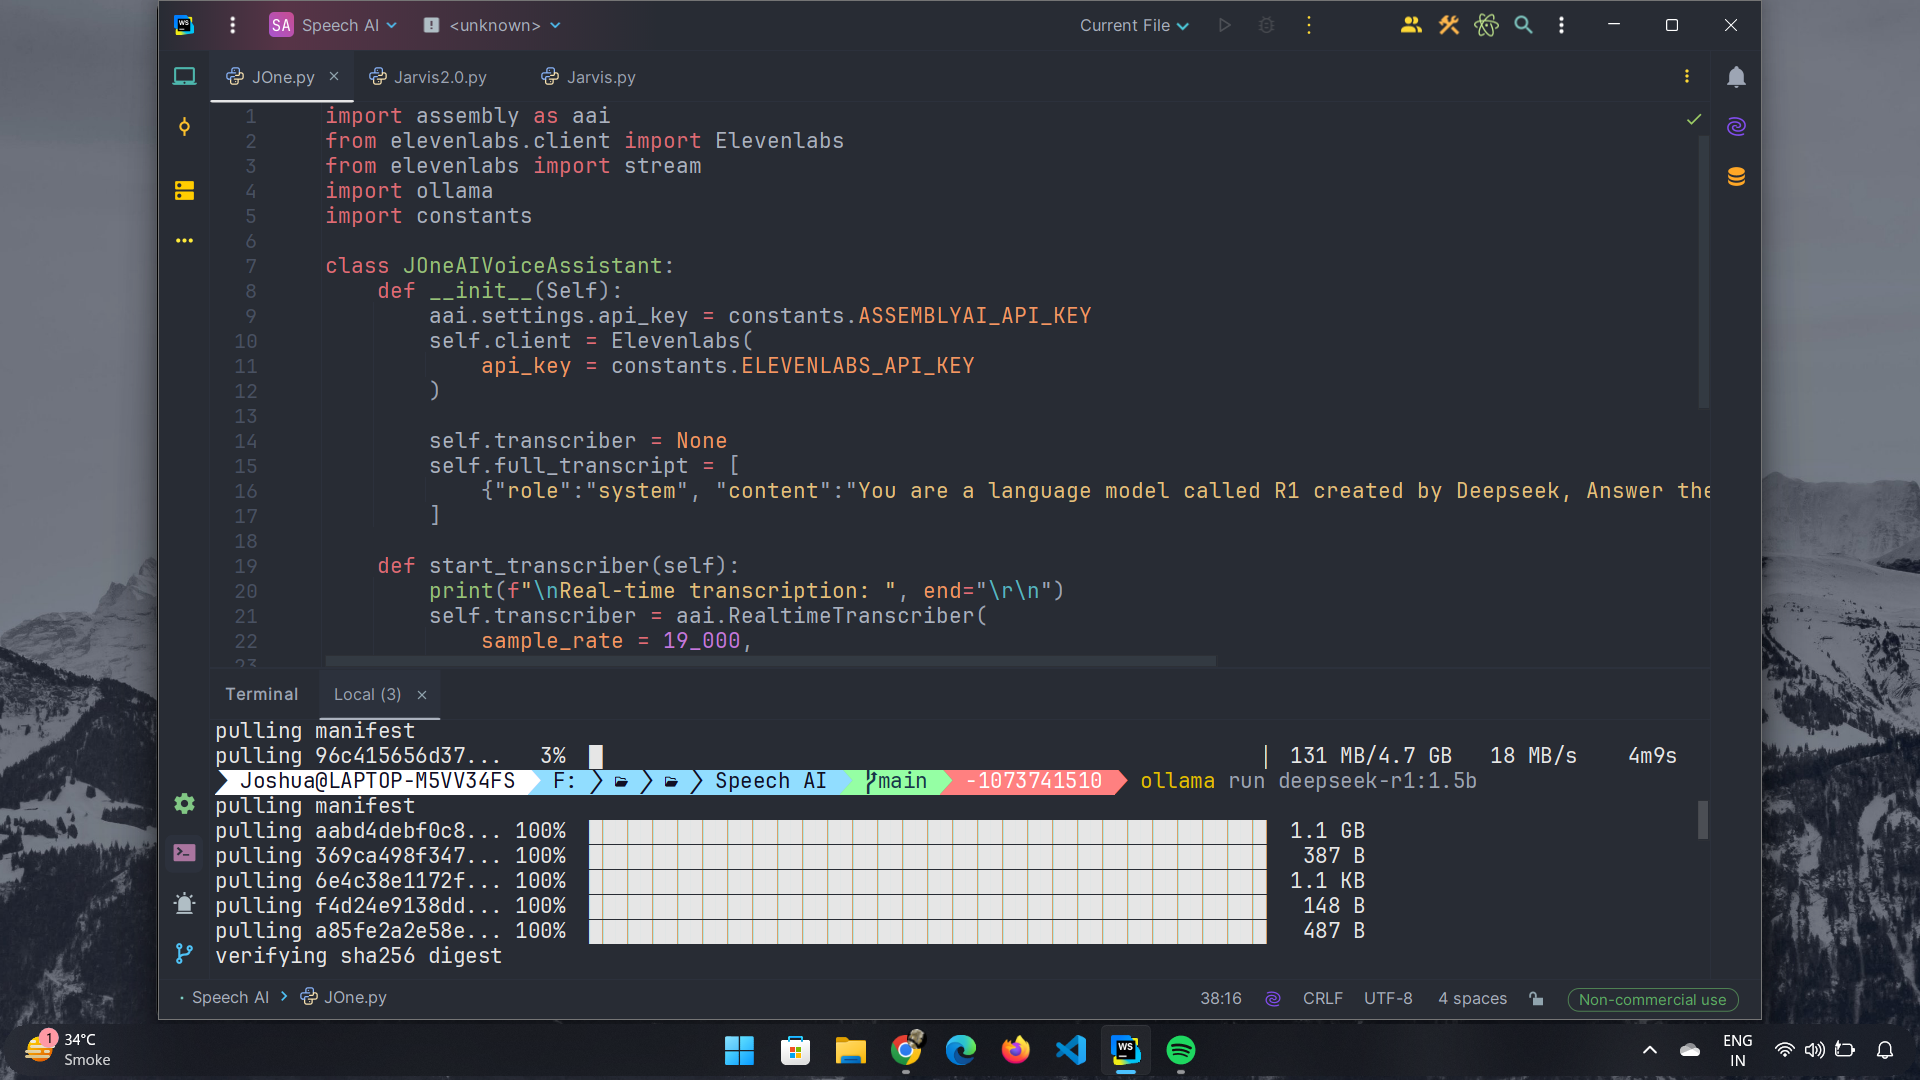 WS SA Speech AI <unknown> Current File
JOne.py Jarvis2.0.py Jarvis.py
1 import assembly as aai
2 from elevenlabs.client import Elevenlabs
3 from elevenlabs import stream
4 import ollama
5 import constants
6
7 class JOneAIVoiceAssistant:
8 def __init__(Self):
9 aai.settings.api_key = constants.ASSEMBLYAI_API_KEY
10 self.client = Elevenlabs(
11 api_key = constants.ELEVENLABS_API_KEY
12 )
13
14 self.transcriber = None
15 self.full_transcript = [
16 {"role":"system", "content":"You are a language model called R1 created by Deepseek, Answer the
17 ]
18
19 def start_transcriber(self):
20 print(f"\nReal-time transcription: ", end="\r\n")
21 self.transcriber = aai.RealtimeTranscriber(
22 sample_rate = 19_000,
23
Terminal Local (3)
pulling manifest
pulling 96c415656d37... 3% 131 MB/4.7 GB 18 MB/s 4m9s
Joshua@LAPTOP-M5VV34FS F: Speech AI main -1073741510 ollama run deepseek-r1:1.5b
pulling manifest
pulling aabd4debf0c8... 100% 1.1 GB
pulling 369ca498f347... 100% 387 B
pulling 6e4c38e1172f... 100% 1.1 KB
pulling f4d24e9138dd... 100% 148 B
pulling a85fe2a2e58e... 100% 487 B
verifying sha256 digest
Speech AI JOne.py 38:16 CRLF UTF-8 4 spaces Non-commercial use
1 34°C
Smoke
WS
ENG
IN